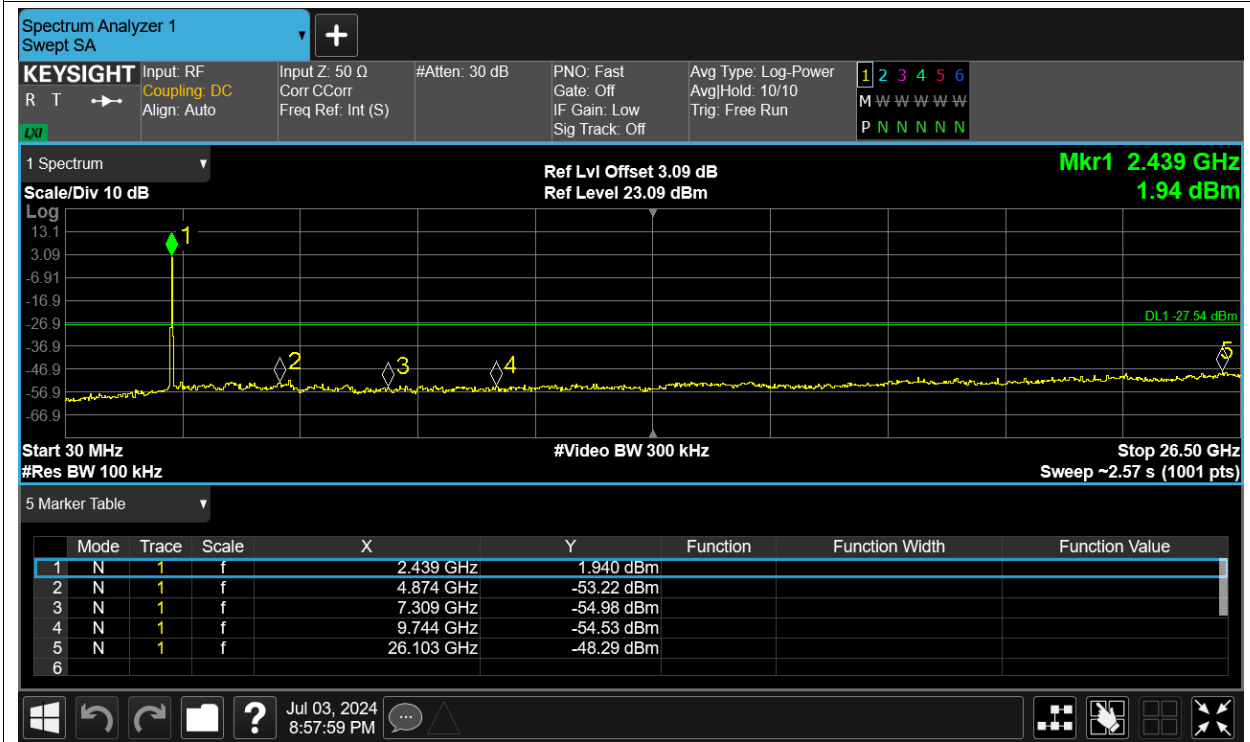 Spectrum Analyzer 1
Swept SA
+
KEYSIGHT Input: RF Input Z: 50 Ω #Atten: 30 dB PNO: Fast Avg Type: Log-Power 1 2 3 4 5 6
R T Coupling: DC Corr CCorr Gate: Off Avg|Hold: 10/10 M W W W W W
Align: Auto Freq Ref: Int (S) IF Gain: Low Trig: Free Run
LXI Sig Track: Off P N N N N N
1 Spectrum Ref Lvl Offset 3.09 dB Mkr1 2.439 GHz
Scale/Div 10 dB Ref Level 23.09 dBm 1.94 dBm
Log
13.1 1
3.09
-6.91
-16.9
-26.9 DL1 -27.54 dBm
-36.9
-46.9 2 3 4 5
-56.9
-66.9
Start 30 MHz #Video BW 300 kHz Stop 26.50 GHz
#Res BW 100 kHz Sweep ~2.57 s (1001 pts)
5 Marker Table
Mode Trace Scale X Y Function Function Width Function Value
1 N 1 f 2.439 GHz 1.940 dBm
2 N 1 f 4.874 GHz -53.22 dBm
3 N 1 f 7.309 GHz -54.98 dBm
4 N 1 f 9.744 GHz -54.53 dBm
5 N 1 f 26.103 GHz -48.29 dBm
6
? Jul 03, 2024
8:57:59 PM